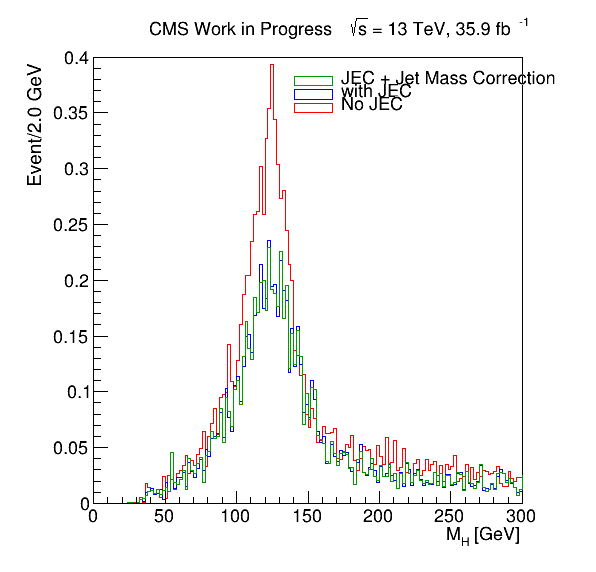 CMS Work in Progress √s = 13 TeV, 35.9 fb -1
JEC + Jet Mass Correction
with JEC
No JEC
Event/2.0 GeV
0.4
0.35
0.3
0.25
0.2
0.15
0.1
0.05
0
0 50 100 150 200 250 300
M_H [GeV]